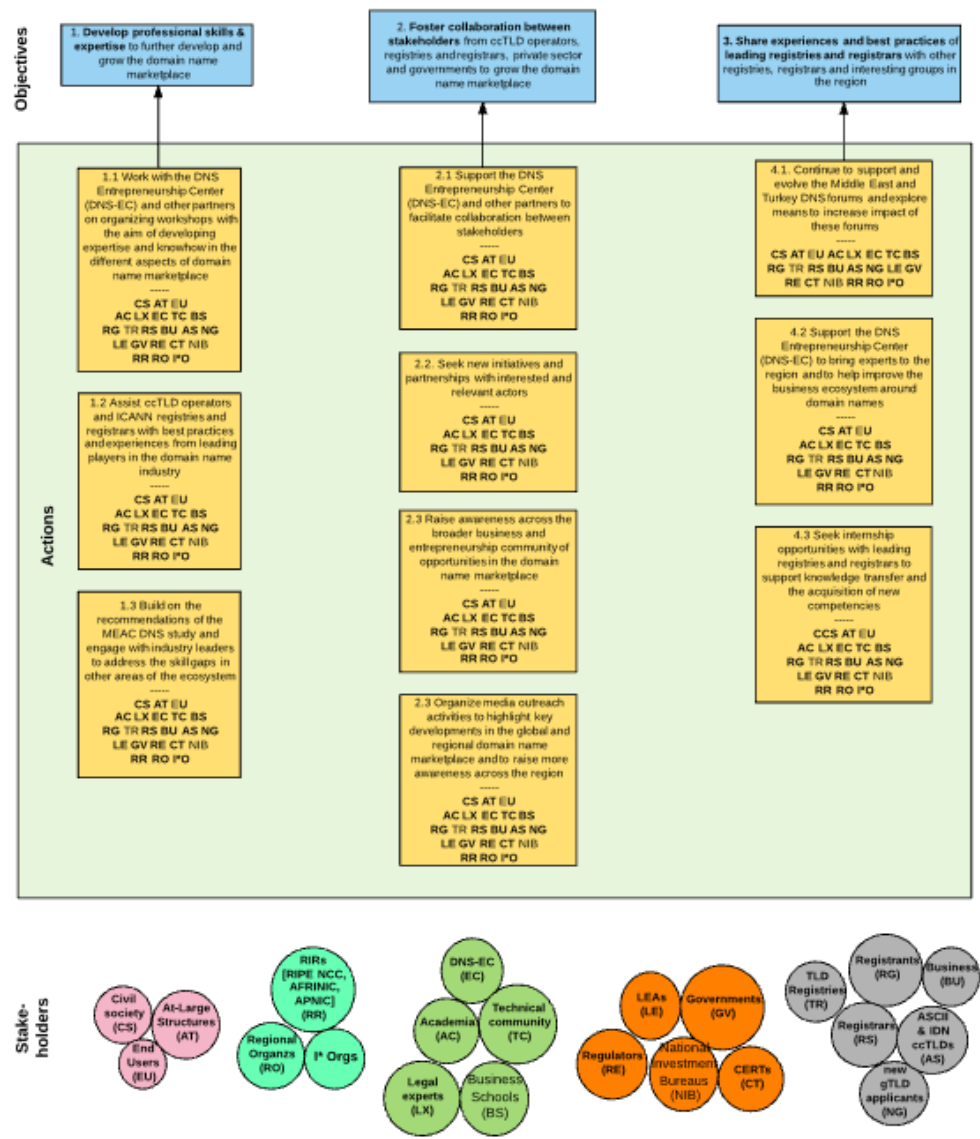 Objectives
1. Develop professional skills &
expertise to further develop and
grow the domain name
marketplace
2. Foster collaboration between
stakeholders from ccTLD operators,
registries and registrars, private sector
and governments to grow the domain
name marketplace
3. Share experiences and best practices of
leading registries and registrars with other
registries, registrars and interesting groups in
the region
Actions
1.1 Work with the DNS
Entrepreneurship Center
(DNS-EC) and other partners
on organizing workshops with
the aim of developing
expertise and knowhow in the
different aspects of domain
name marketplace
-----
CS AT EU
AC LX EC TC BS
RG TR RS BU AS NG
LE GV RE CT NIB
RR RO I*O
1.2 Assist ccTLD operators
and ICANN registries and
registrars with best practices
and experiences from leading
players in the domain name
industry
-----
CS AT EU
AC LX EC TC BS
RG TR RS BU AS NG
LE GV RE CT NIB
RR RO I*O
1.3 Build on the
recommendations of the
MEAC DNS study and
engage with industry leaders
to address the skill gaps in
other areas of the ecosystem
-----
CS AT EU
AC LX EC TC BS
RG TR RS BU AS NG
LE GV RE CT NIB
RR RO I*O
2.1 Support the DNS
Entrepreneurship Center
(DNS-EC) and other partners to
facilitate collaboration between
stakeholders
-----
CS AT EU
AC LX EC TC BS
RG TR RS BU AS NG
LE GV RE CT NIB
RR RO I*O
2.2. Seek new initiatives and
partnerships with interested and
relevant actors
-----
CS AT EU
AC LX EC TC BS
RG TR RS BU AS NG
LE GV RE CT NIB
RR RO I*O
2.3 Raise awareness across the
broader business and
entrepreneurship community of
opportunities in the domain
name marketplace
-----
CS AT EU
AC LX EC TC BS
RG TR RS BU AS NG
LE GV RE CT NIB
RR RO I*O
2.3 Organize media outreach
activities to highlight key
developments in the global and
regional domain name
marketplace and to raise more
awareness across the region
-----
CS AT EU
AC LX EC TC BS
RG TR RS BU AS NG
LE GV RE CT NIB
RR RO I*O
4.1. Continue to support and
evolve the Middle East and
Turkey DNS forums and explore
means to increase impact of
these forums
-----
CS AT EU AC LX EC TC BS
RG TR RS BU AS NG LE GV
RE CT NIB RR RO I*O
4.2 Support the DNS
Entrepreneurship Center
(DNS-EC) to bring experts to the
region and to help improve the
business ecosystem around
domain names
-----
CS AT EU
AC LX EC TC BS
RG TR RS BU AS NG
LE GV RE CT NIB
RR RO I*O
4.3 Seek internship
opportunities with leading
registries and registrars to
support knowledge transfer and
the acquisition of new
competencies
-----
CCS AT EU
AC LX EC TC BS
RG TR RS BU AS NG
LE GV RE CT NIB
RR RO I*O
Stake-
holders
Civil
society
(CS)
At-Large
Structures
(AT)
End
Users
(EU)
RIRs
[RIPE NCC,
AFRINIC,
APNIC]
(RR)
Regional
Organzs
(RO)
I* Orgs
DNS-EC
(EC)
Academia
(AC)
Technical
community
(TC)
Legal
experts
(LX)
Business
Schools
(BS)
LEAs
(LE)
Governments
(GV)
Regulators
(RE)
National
Investment
Bureaus
(NIB)
CERTs
(CT)
TLD
Registries
(TR)
Registrants
(RG)
Business
(BU)
Registrars
(RS)
ASCII
& IDN
ccTLDs
(AS)
new
gTLD
applicants
(NG)